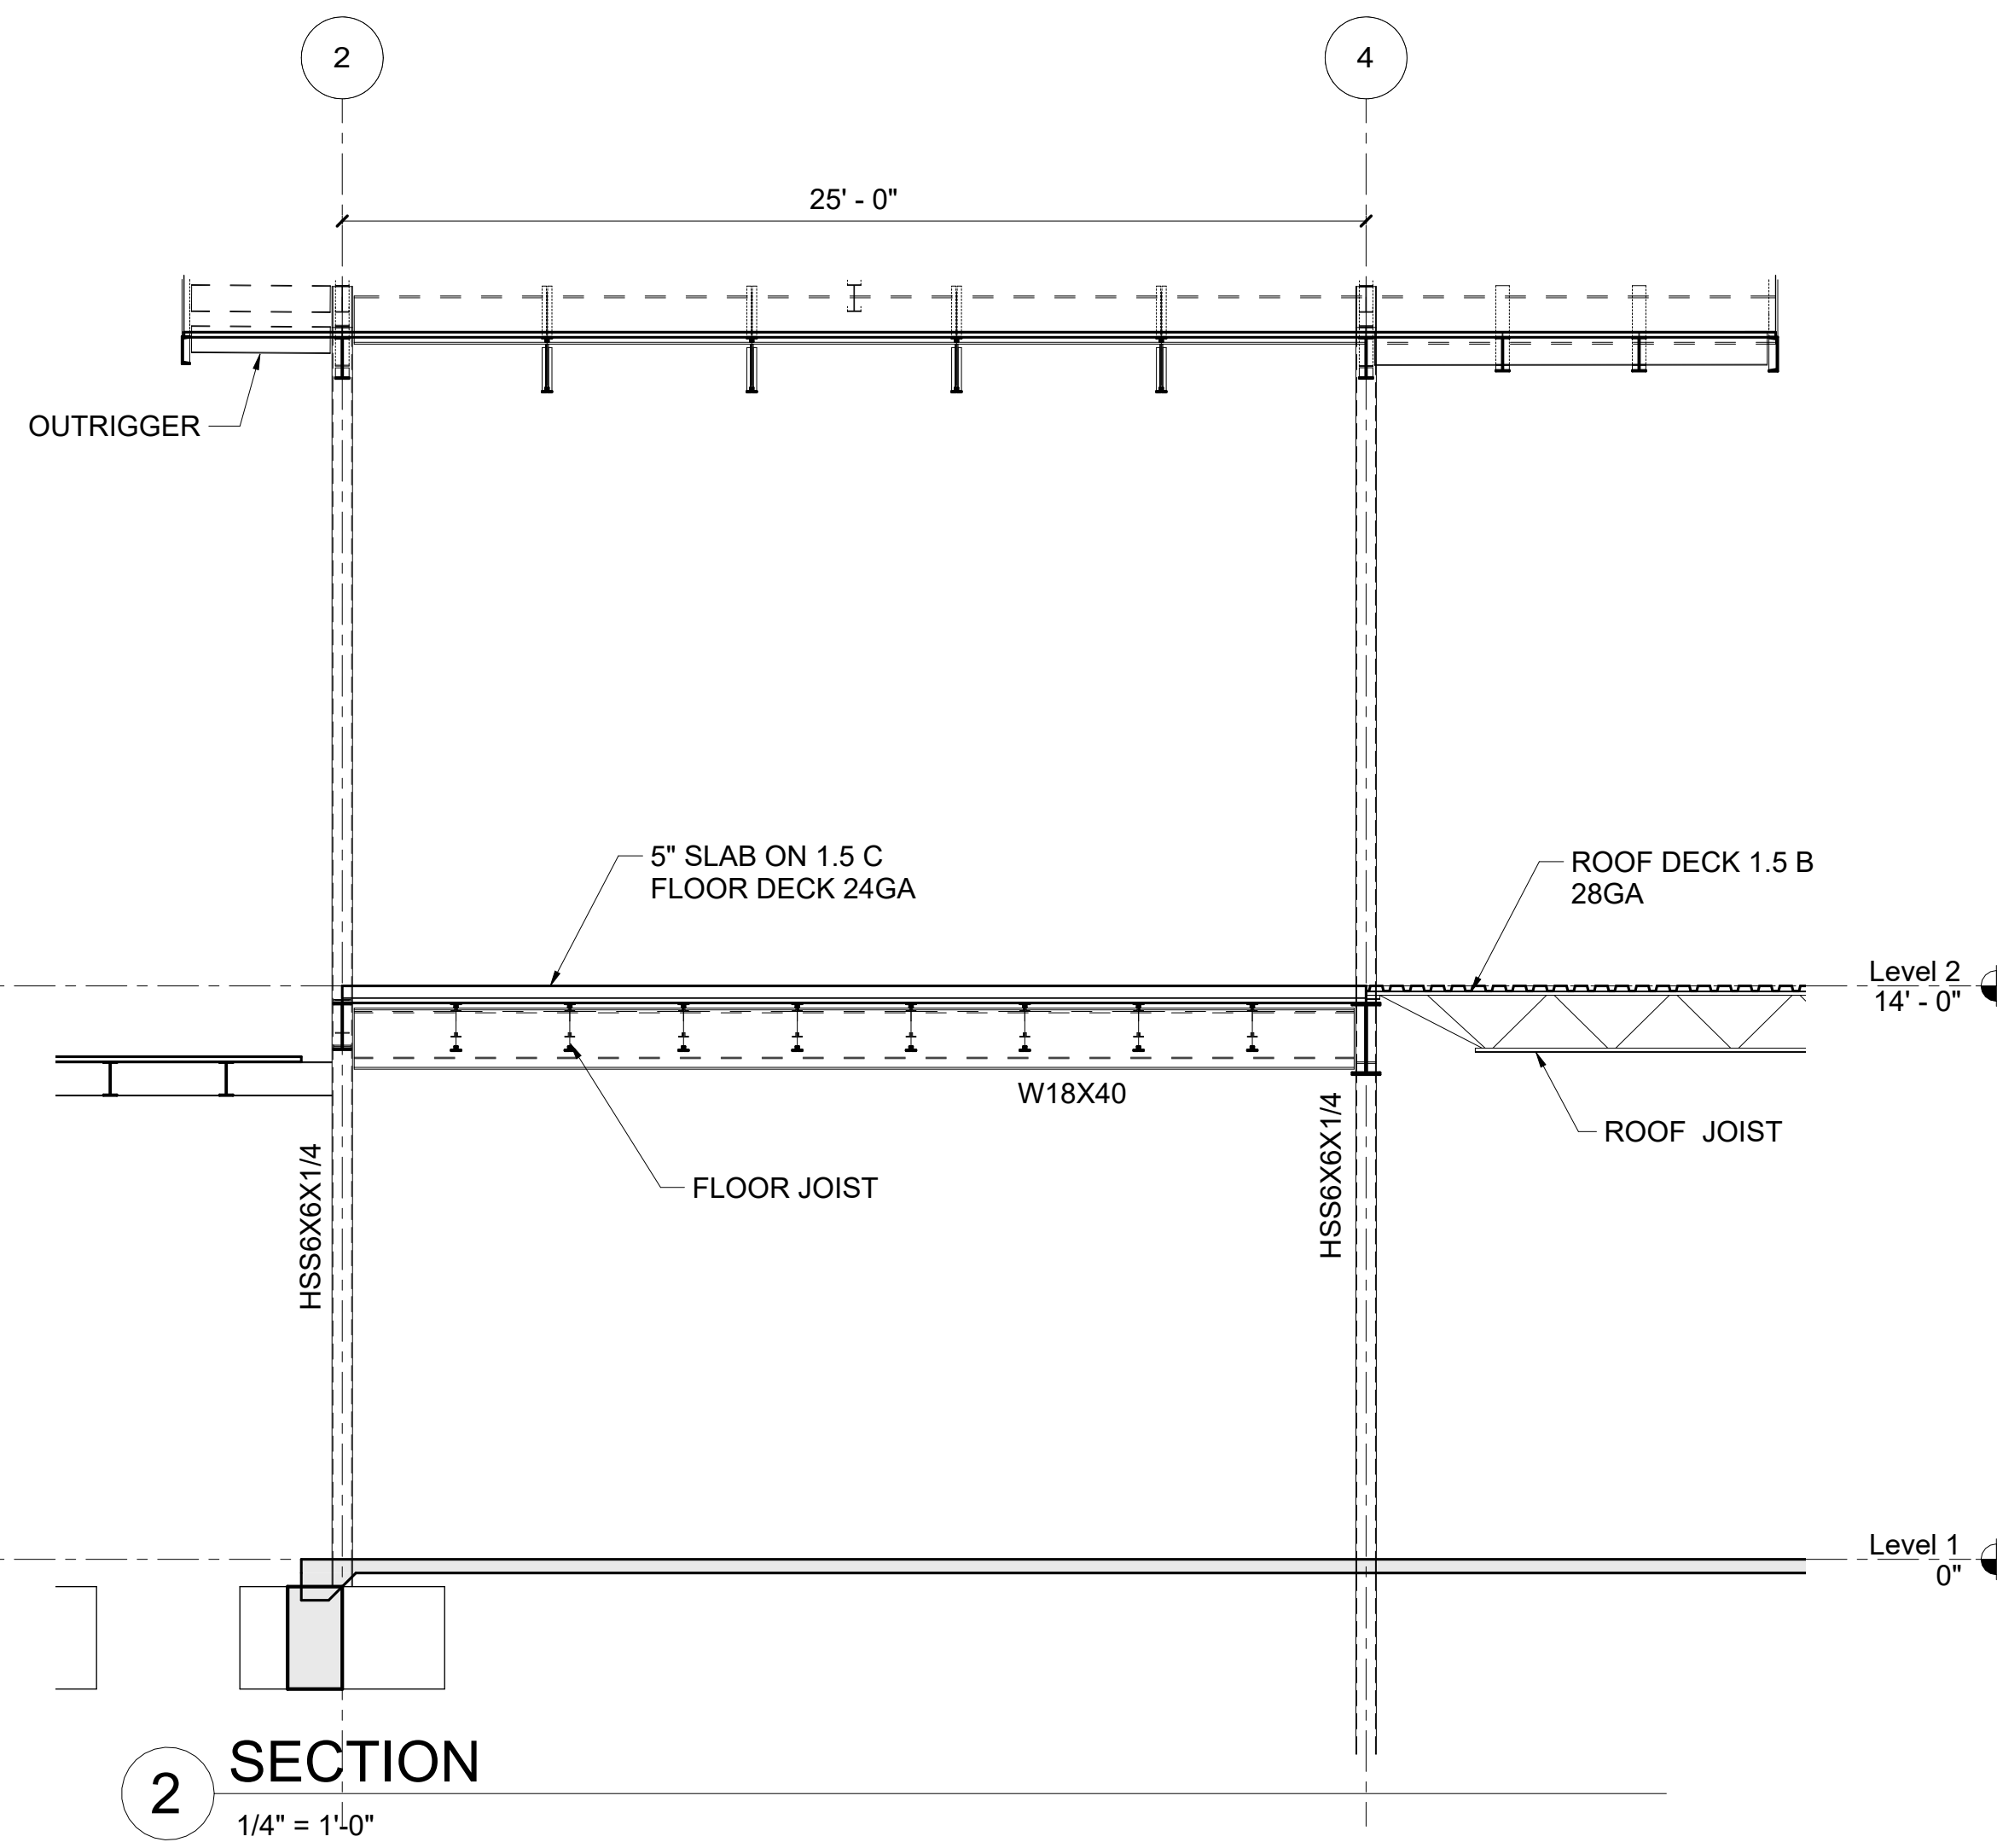 2
4
25' - 0"
OUTRIGGER
5" SLAB ON 1.5 C
FLOOR DECK 24GA
ROOF DECK 1.5 B
28GA
Level 2
14' - 0"
W18X40
ROOF  JOIST
HSS6X6X1/4
HSS6X6X1/4
FLOOR JOIST
Level 1
0"
2
SECTION
1/4" = 1'-0"